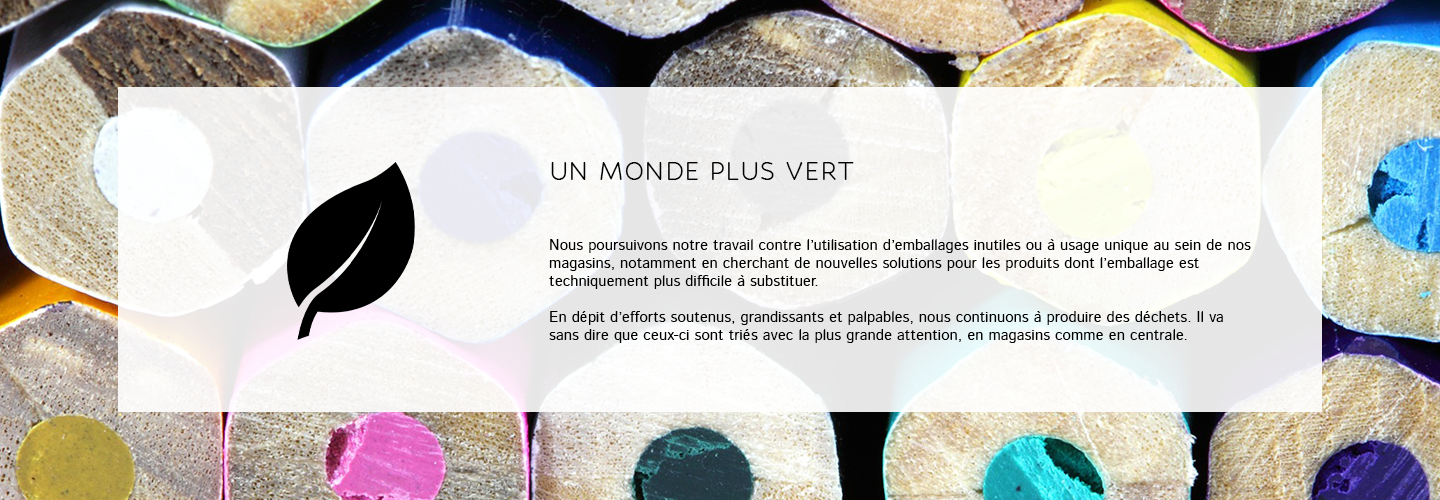 UN MONDE PLUS VERT
Nous poursuivons notre travail contre l’utilisation d’emballages inutiles ou à usage unique au sein de nos
magasins, notamment en cherchant de nouvelles solutions pour les produits dont l’emballage est
techniquement plus difficile à substituer.
En dépit d’efforts soutenus, grandissants et palpables, nous continuons à produire des déchets. Il va
sans dire que ceux-ci sont triés avec la plus grande attention, en magasins comme en centrale.